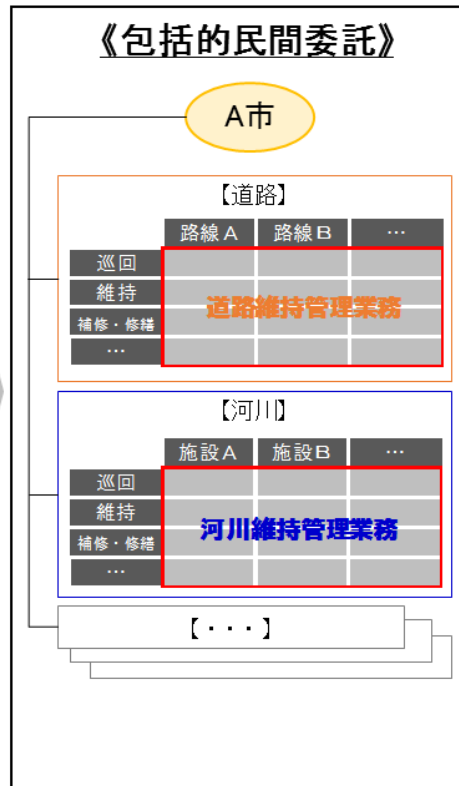 《包括的民間委託》
A市
【道路】
路線A 路線B …
巡回
維持
道路維持管理業務
補修・修繕
…
【河川】
施設A 施設B …
巡回
維持
河川維持管理業務
補修・修繕
…
【・・・】